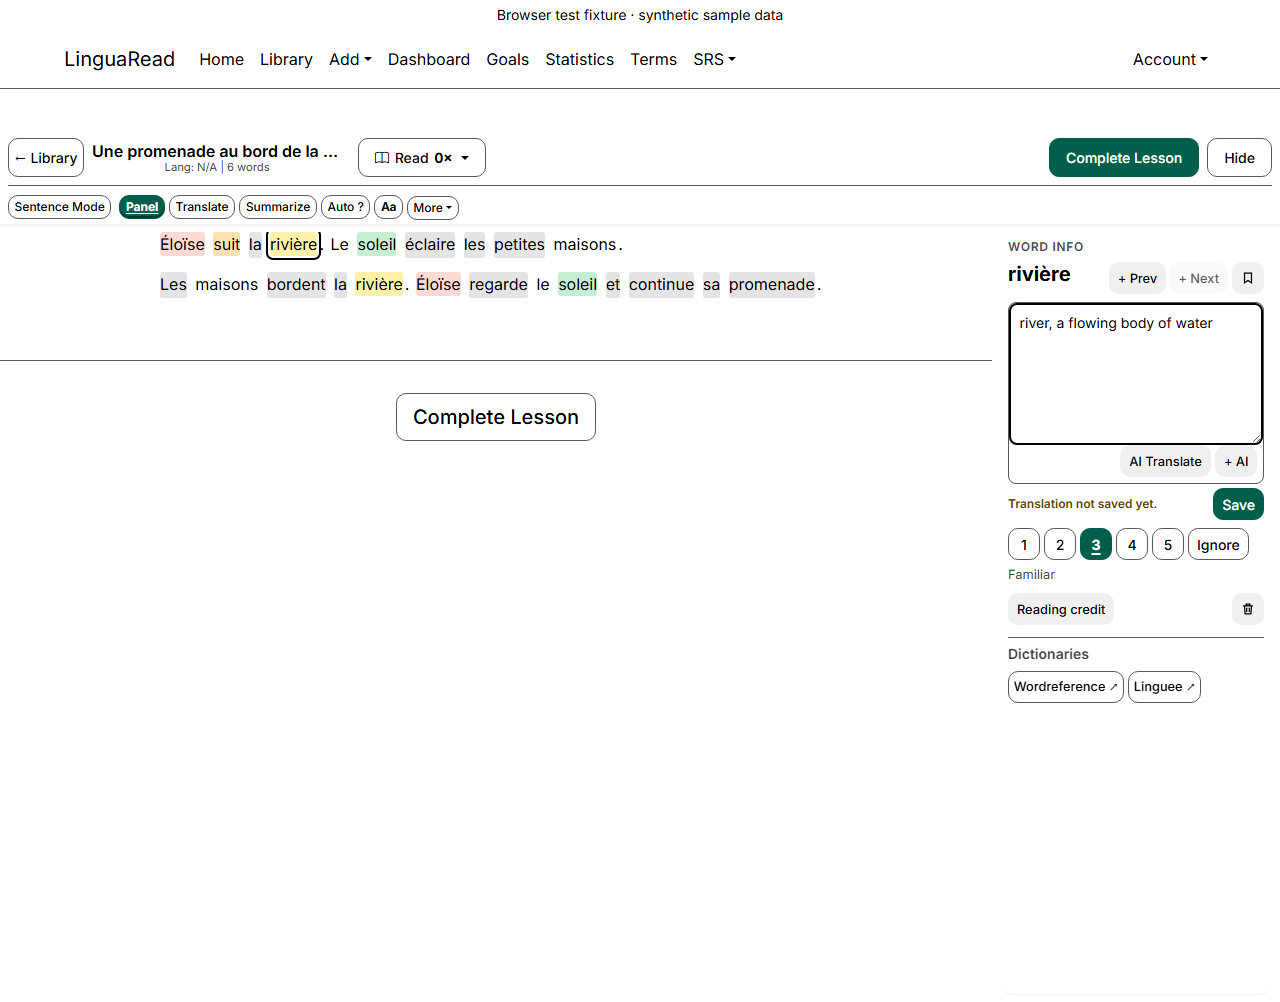 Browser test fixture · synthetic sample data
LinguaRead Home Library Add Dashboard Goals Statistics Terms SRS Account
← Library
Une promenade au bord de la ...
Lang: N/A | 6 words
Read 0×
Complete Lesson
Hide
Sentence Mode Panel Translate Summarize Auto ? Aa More
Éloïse suit la rivière. Le soleil éclaire les petites maisons.
Les maisons bordent la rivière. Éloïse regarde le soleil et continue sa promenade.
Complete Lesson
WORD INFO
rivière
+ Prev + Next
river, a flowing body of water
AI Translate + AI
Translation not saved yet. Save
1 2 3 4 5 Ignore
Familiar
Reading credit
Dictionaries
Wordreference ↗ Linguee ↗